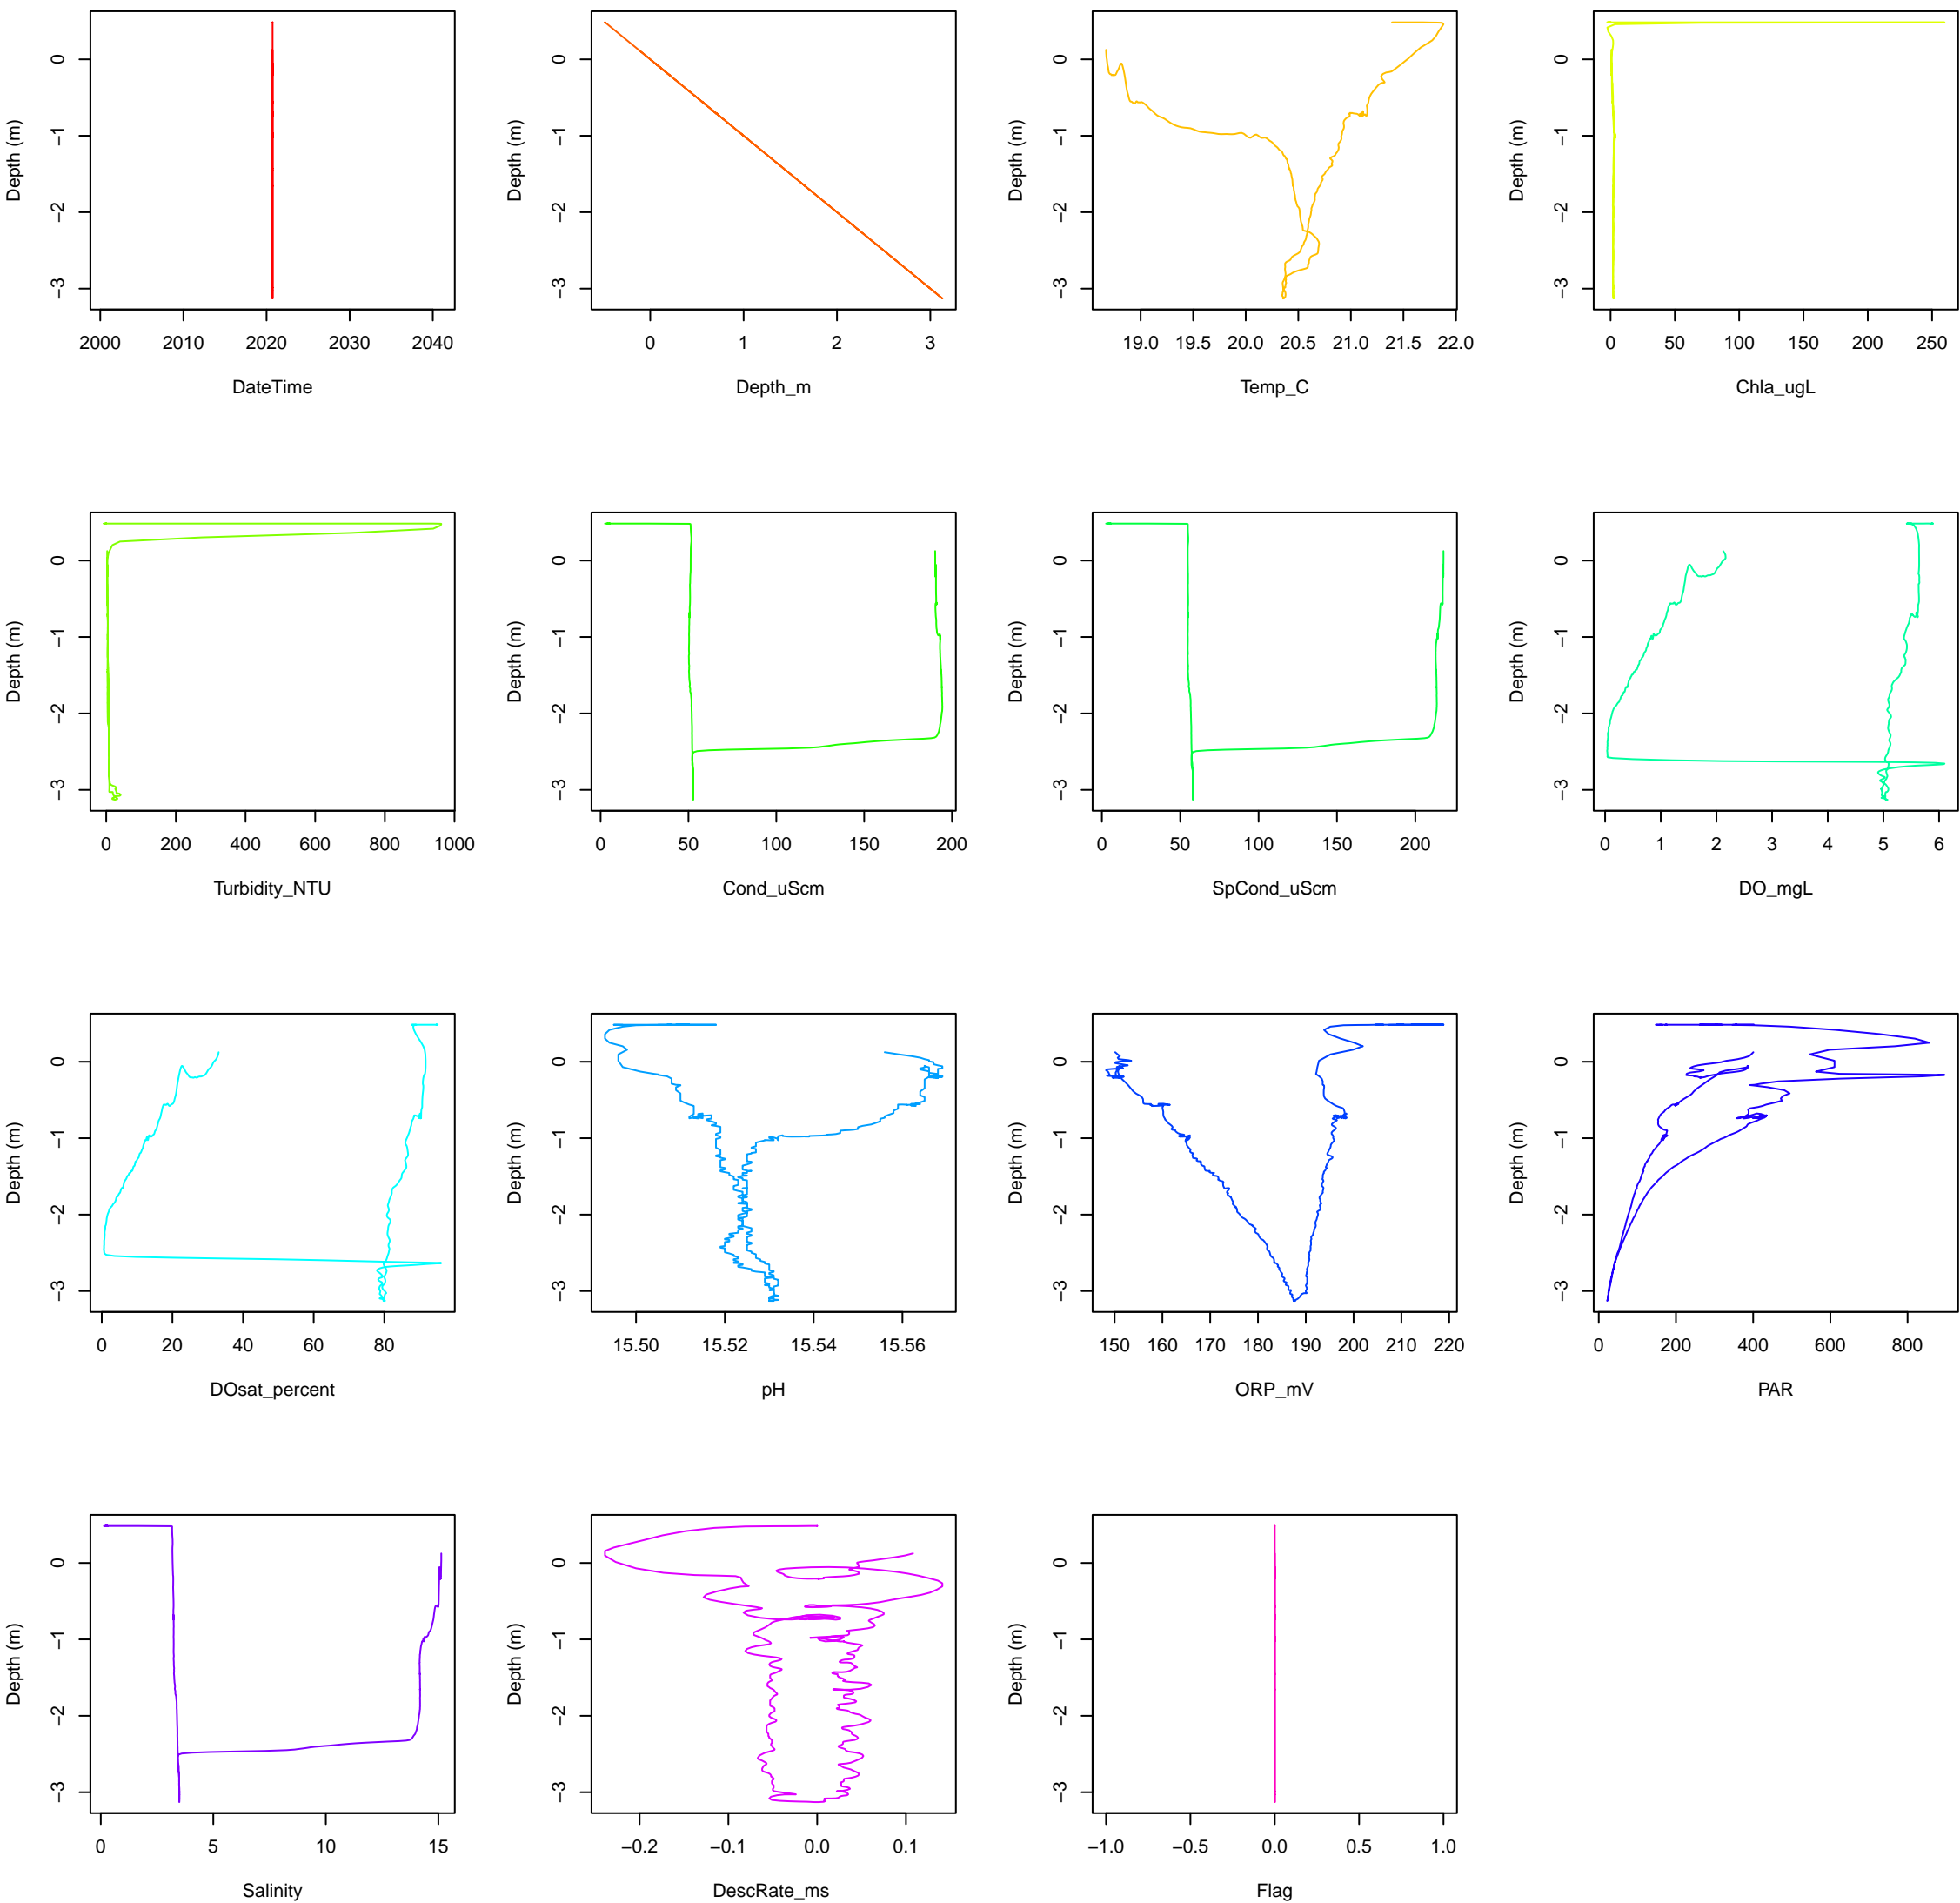 Depth (m)
0
−1
−2
−3
2000 2010 2020 2030 2040
DateTime
Depth (m)
0
−1
−2
−3
0 1 2 3
Depth_m
Depth (m)
0
−1
−2
−3
19.0 19.5 20.0 20.5 21.0 21.5 22.0
Temp_C
Depth (m)
0
−1
−2
−3
0 50 100 150 200 250
Chla_ugL
Depth (m)
0
−1
−2
−3
0 200 400 600 800 1000
Turbidity_NTU
Depth (m)
0
−1
−2
−3
0 50 100 150 200
Cond_uScm
Depth (m)
0
−1
−2
−3
0 50 100 150 200
SpCond_uScm
Depth (m)
0
−1
−2
−3
0 1 2 3 4 5 6
DO_mgL
Depth (m)
0
−1
−2
−3
0 20 40 60 80
DOsat_percent
Depth (m)
0
−1
−2
−3
15.50 15.52 15.54 15.56
pH
Depth (m)
0
−1
−2
−3
150 160 170 180 190 200 210 220
ORP_mV
Depth (m)
0
−1
−2
−3
0 200 400 600 800
PAR
Depth (m)
0
−1
−2
−3
0 5 10 15
Salinity
Depth (m)
0
−1
−2
−3
−0.2 −0.1 0.0 0.1
DescRate_ms
Depth (m)
0
−1
−2
−3
−1.0 −0.5 0.0 0.5 1.0
Flag